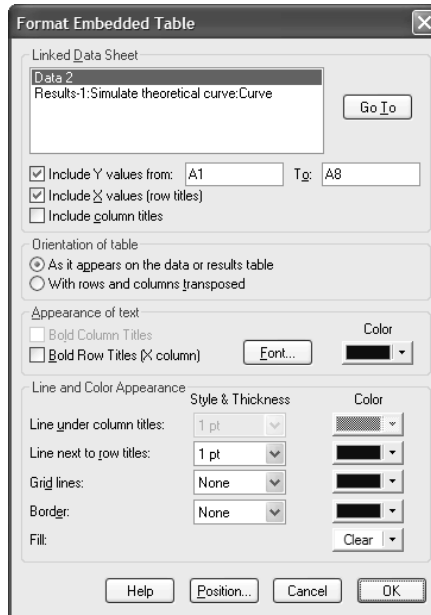 Format Embedded Table
Linked Data Sheet
Data 2
Results-1:Simulate theoretical curve:Curve
Go To
Include Y values from: A1 To: A8
Include X values (row titles)
Include column titles
Orientation of table
As it appears on the data or results table
With rows and columns transposed
Appearance of text
Bold Column Titles
Color
Bold Row Titles (X column)
Font...
Line and Color Appearance
Style & Thickness Color
Line under column titles: 1 pt
Line next to row titles: 1 pt
Grid lines: None
Border: None
Fill: Clear
Help Position... Cancel OK